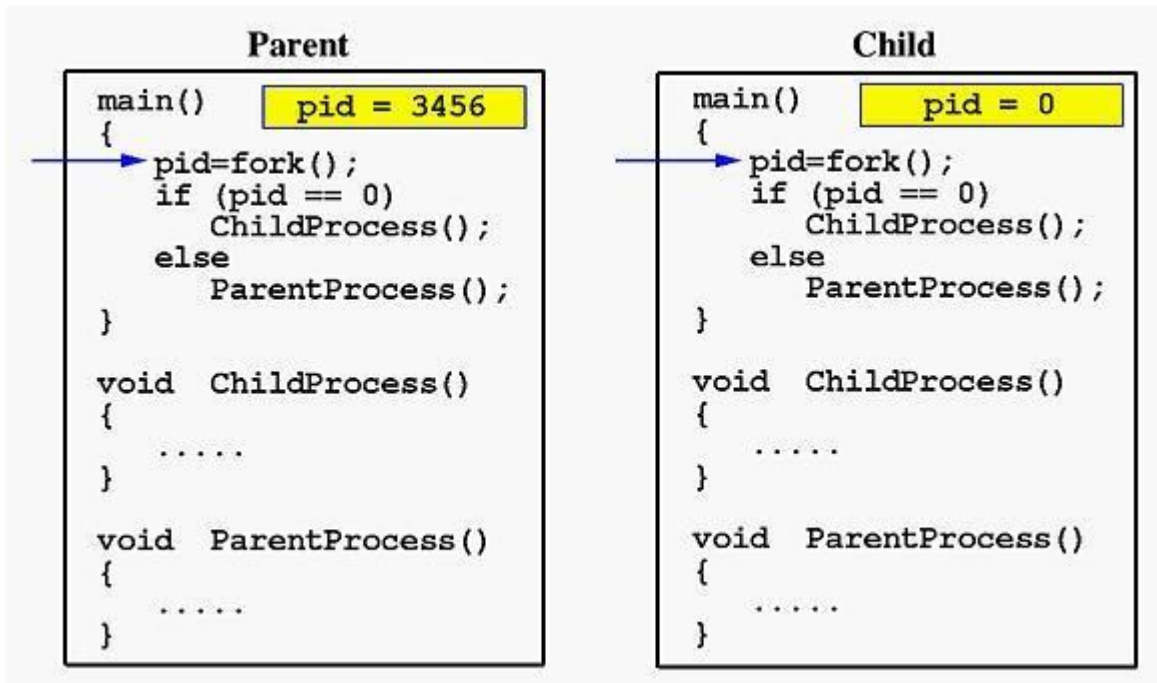 Parent
main()
pid = 3456
{
pid=fork();
if (pid == 0)
ChildProcess();
else
ParentProcess();
}
void ChildProcess()
{
.....
}
void ParentProcess()
{
.....
}
Child
main()
pid = 0
{
pid=fork();
if (pid == 0)
ChildProcess();
else
ParentProcess();
}
void ChildProcess()
{
.....
}
void ParentProcess()
{
.....
}